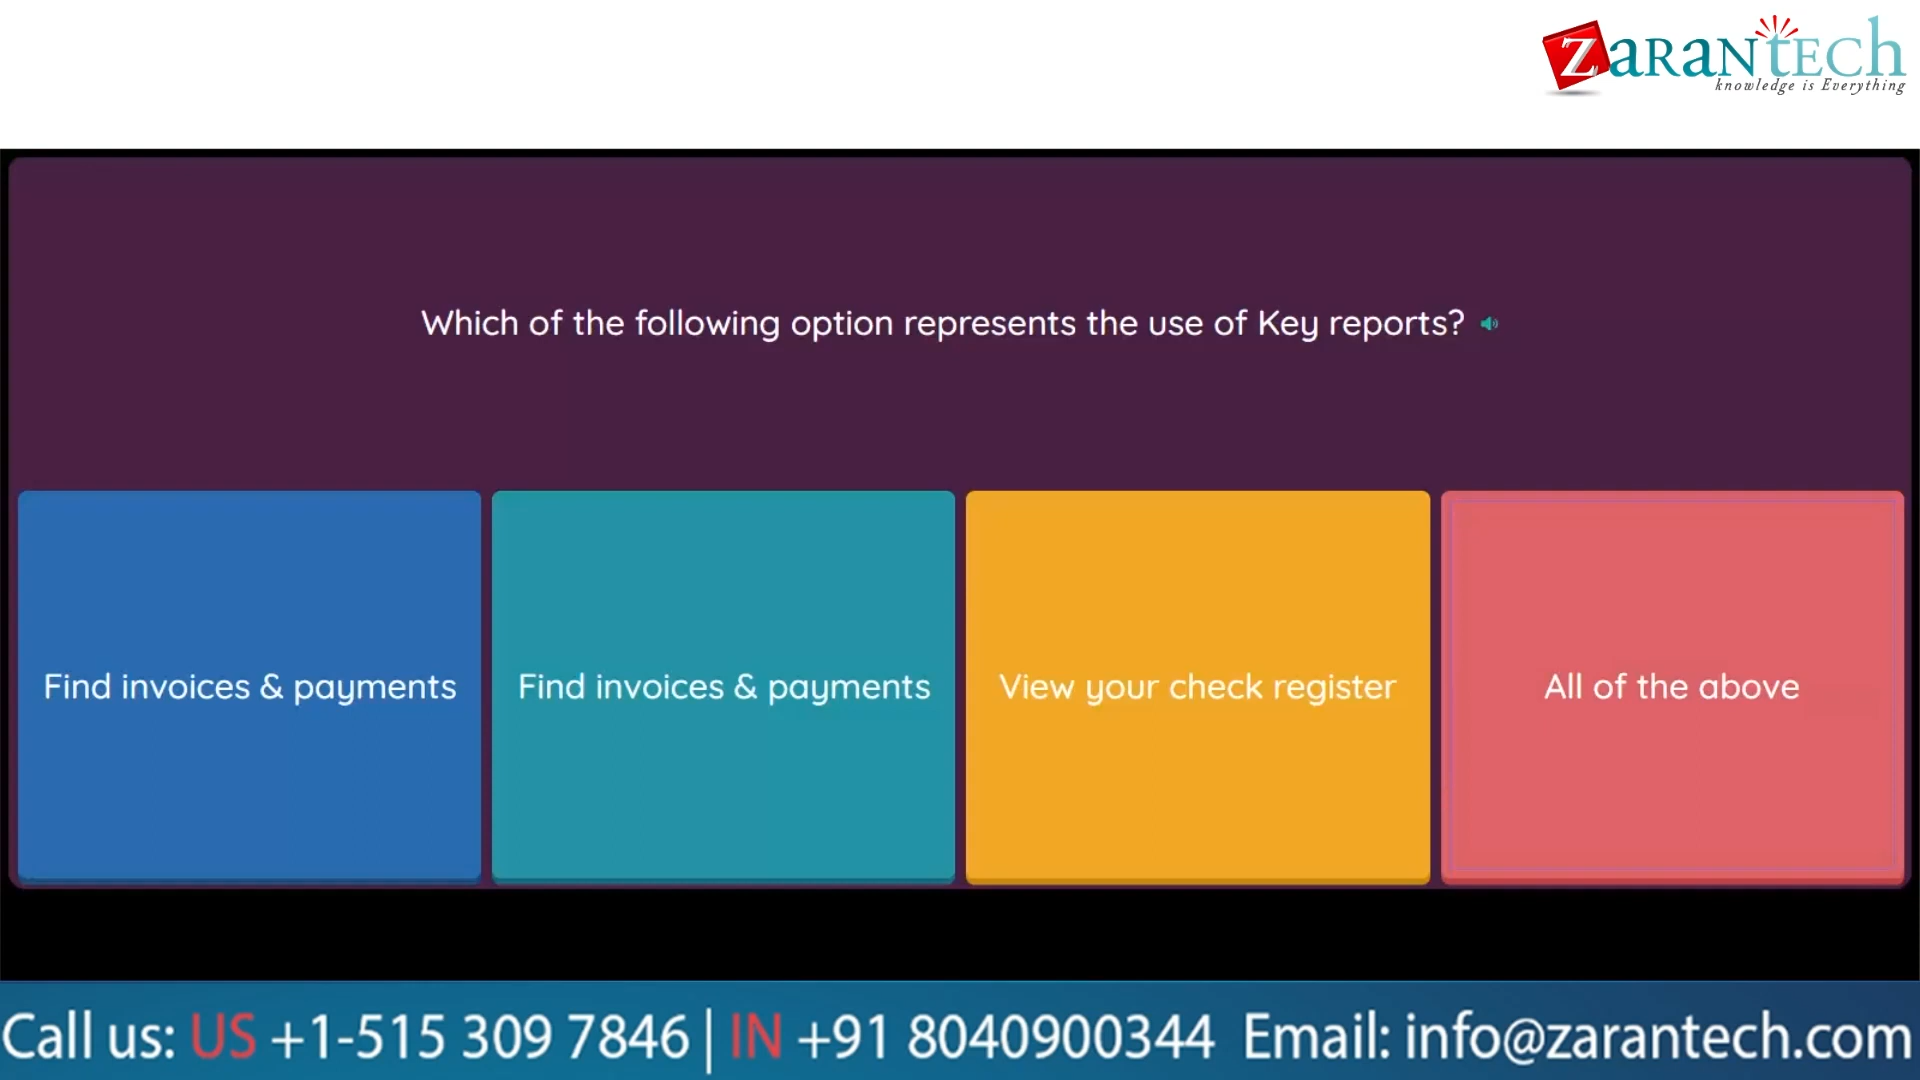 ZaranTech
knowledge is Everything
Which of the following option represents the use of Key reports?
Find invoices & payments
Find invoices & payments
View your check register
All of the above
Call us: US +1-515 309 7846 | IN +91 8040900344 Email: info@zarantech.com